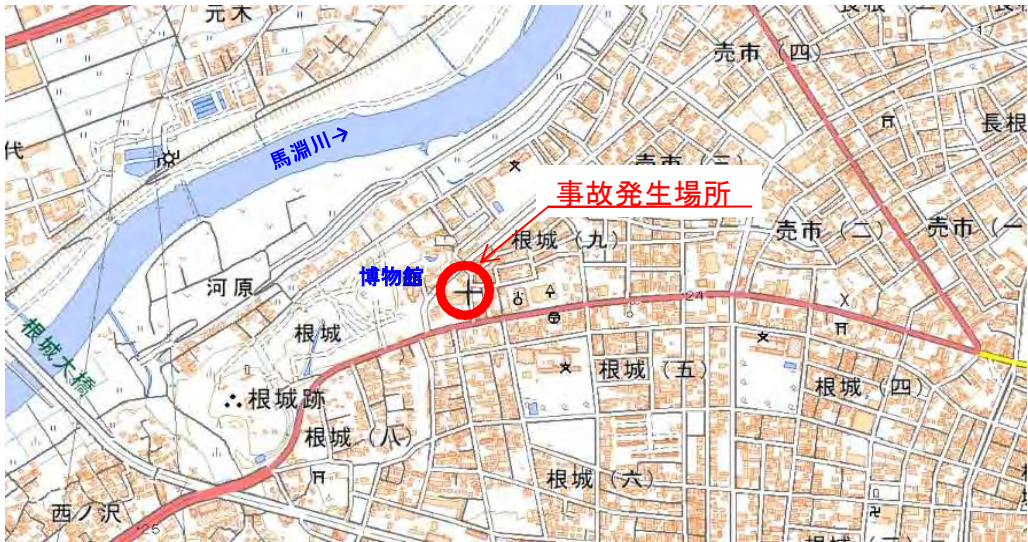 元木
売市（四）
代
馬淵川→
長根
売市（三）
事故発生場所
根城（九）
売市（二）
売市（一
博物館
河原
24
根城大橋
根城
根城（五）
根城（四）
根城跡
根城（八）
根城（六）
西ノ沢
25